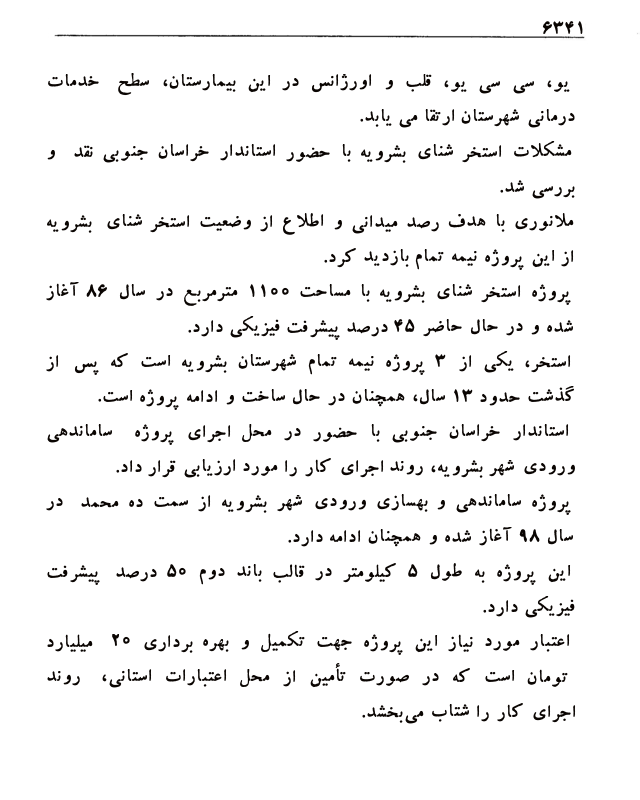 ۶۳۴۱
یو، سی سی یو، قلب و اورژانس در این بیمارستان، سطح خدمات
درمانی شهرستان ارتقا می یابد.
مشکلات استخر شنای بشرویه با حضور استاندار خراسان جنوبی نقد و
بررسی شد.
ملانوری با هدف رصد میدانی و اطلاع از وضعیت استخر شنای بشرویه
از این پروژه نیمه تمام بازدید کرد.
پروژه استخر شنای بشرویه با مساحت ۱۱۰۰ مترمربع در سال ۸۶ آغاز
شده و در حال حاضر ۴۵ درصد پیشرفت فیزیکی دارد.
استخر، یکی از ۳ پروژه نیمه تمام شهرستان بشرویه است که پس از
گذشت حدود ۱۳ سال، همچنان در حال ساخت و ادامه پروژه است.
استاندار خراسان جنوبی با حضور در محل اجرای پروژه ساماندهی
ورودی شهر بشرویه، روند اجرای کار را مورد ارزیابی قرار داد.
پروژه ساماندهی و بهسازی ورودی شهر بشرویه از سمت ده محمد در
سال ۹۸ آغاز شده و همچنان ادامه دارد.
این پروژه به طول ۵ کیلومتر در قالب باند دوم ۵۰ درصد پیشرفت
فیزیکی دارد.
اعتبار مورد نیاز این پروژه جهت تکمیل و بهره برداری ۲۰ میلیارد
تومان است که در صورت تأمین از محل اعتبارات استانی، روند
اجرای کار را شتاب می‌بخشد.